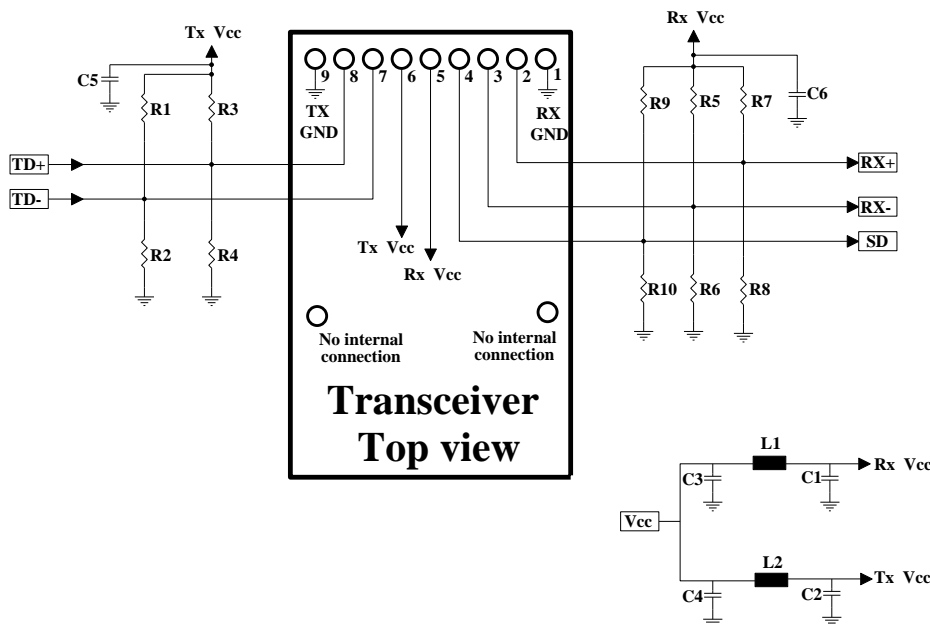 Tx Vcc
Rx Vcc
C5
9 8 7 6 5 4 3 2 1
C6
R1
R3
TX
GND
RX
GND
R9
R5
R7
TD+
RX+
TD-
RX-
SD
R2
R4
Tx Vcc
Rx Vcc
R10
R6
R8
No internal
connection
No internal
connection
Transceiver
Top view
L1
C3
C1
Rx Vcc
Vcc
L2
C4
C2
Tx Vcc